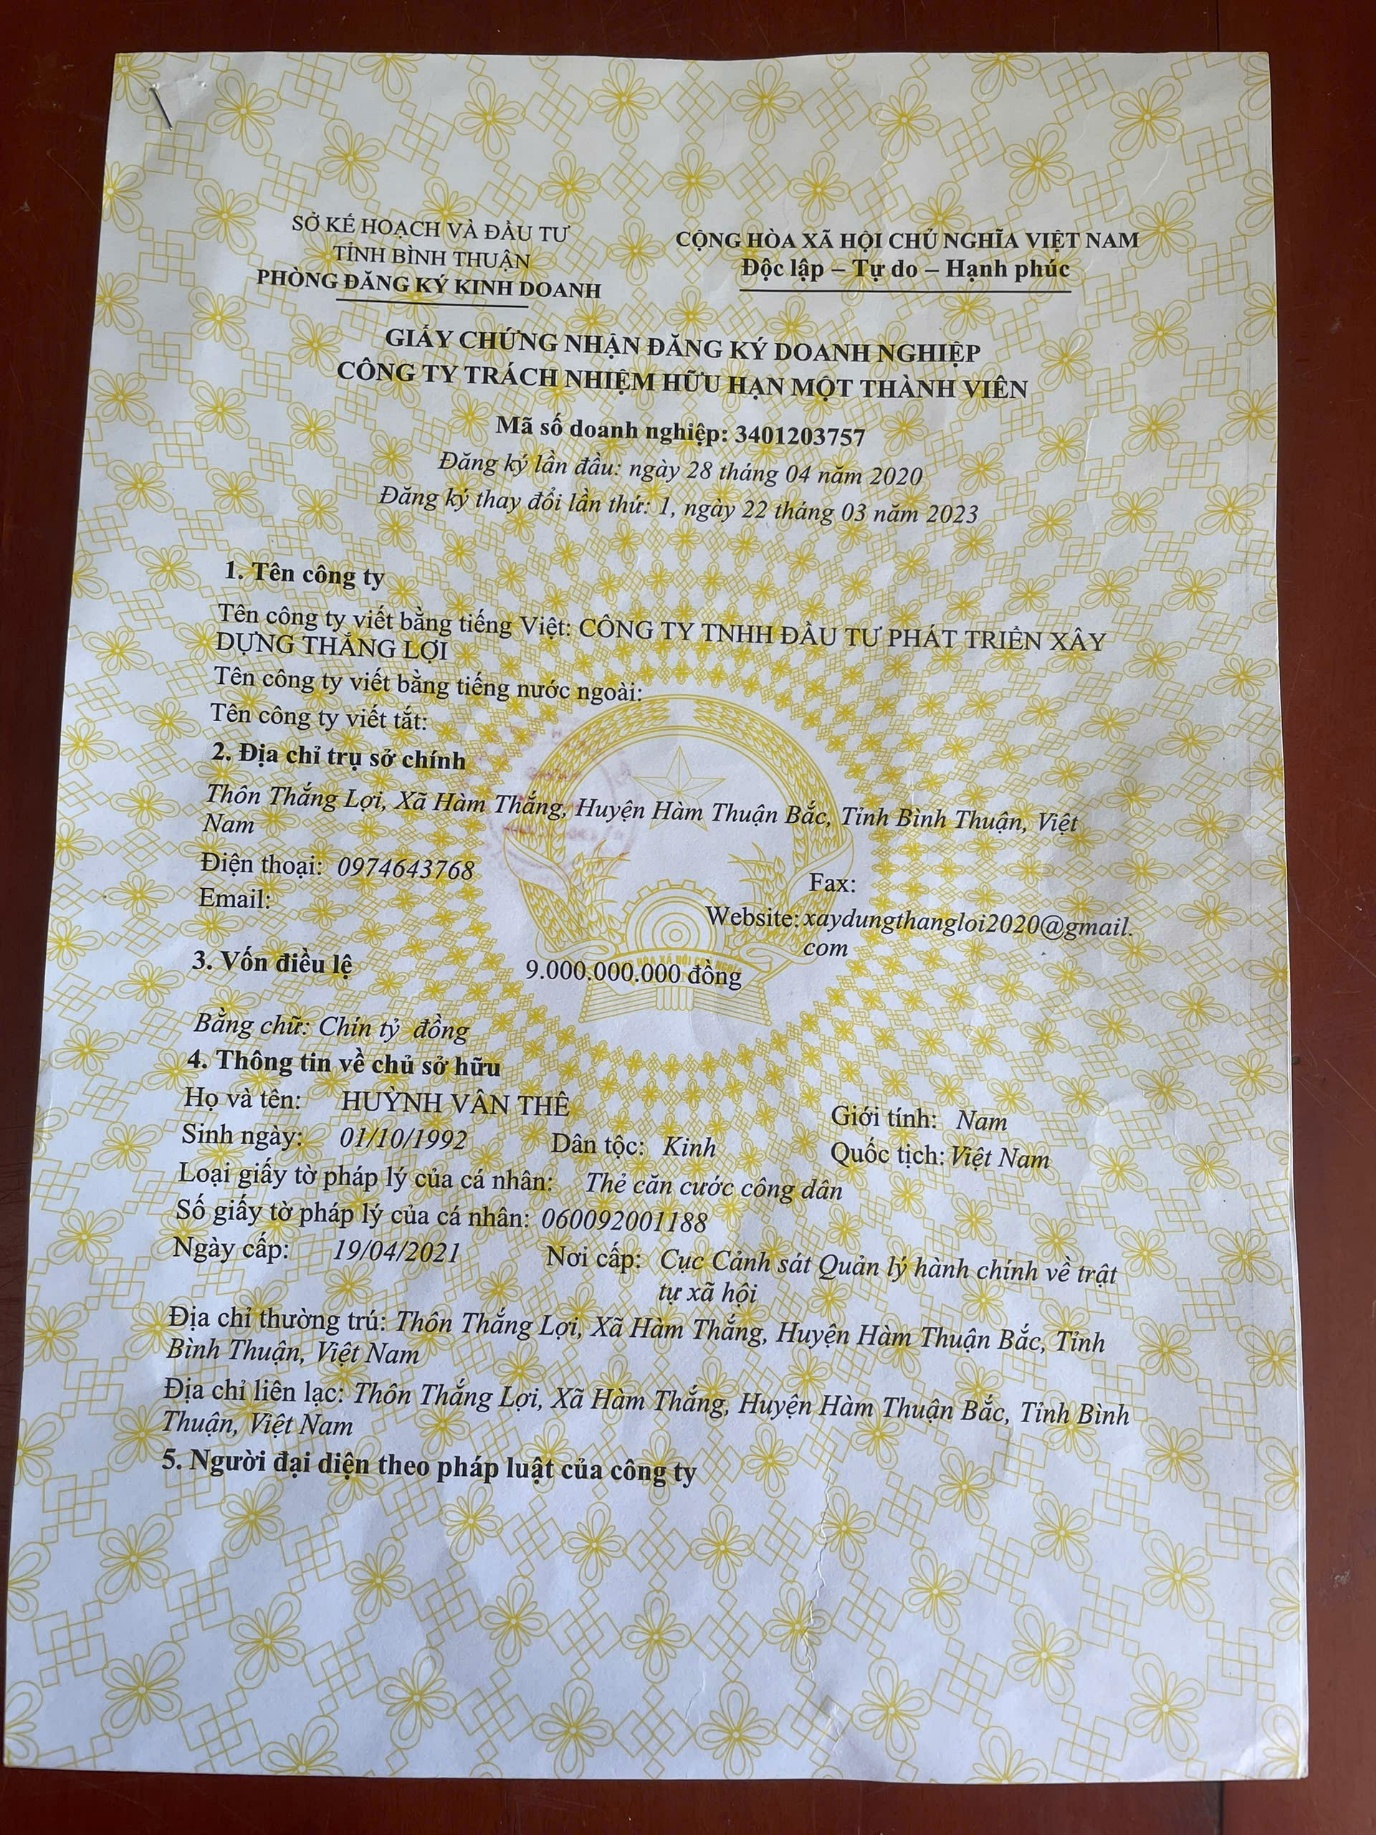 SỞ KẾ HOẠCH VÀ ĐẦU TƯ
TỈNH BÌNH THUẬN
PHÒNG ĐĂNG KÝ KINH DOANH
CỘNG HÒA XÃ HỘI CHỦ NGHĨA VIỆT NAM
Độc lập – Tự do – Hạnh phúc
GIẤY CHỨNG NHẬN ĐĂNG KÝ DOANH NGHIỆP
CÔNG TY TRÁCH NHIỆM HỮU HẠN MỘT THÀNH VIÊN
Mã số doanh nghiệp: 3401203757
Đăng ký lần đầu: ngày 28 tháng 04 năm 2020
Đăng ký thay đổi lần thứ: 1, ngày 22 tháng 03 năm 2023
1. Tên công ty
Tên công ty viết bằng tiếng Việt: CÔNG TY TNHH ĐẦU TƯ PHÁT TRIỂN XÂY
DỰNG THẮNG LỢI
Tên công ty viết bằng tiếng nước ngoài:
Tên công ty viết tắt:
2. Địa chỉ trụ sở chính
Thôn Thắng Lợi, Xã Hàm Thắng, Huyện Hàm Thuận Bắc, Tỉnh Bình Thuận, Việt
Nam
Điện thoại: 0974643768 Fax:
Email: Website: xaydungthangloi2020@gmail.
com
3. Vốn điều lệ 9.000.000.000 đồng
Bằng chữ: Chín tỷ đồng
4. Thông tin về chủ sở hữu
Họ và tên: HUỲNH VÂN THÊ Giới tính: Nam
Sinh ngày: 01/10/1992 Dân tộc: Kinh Quốc tịch: Việt Nam
Loại giấy tờ pháp lý của cá nhân: Thẻ căn cước công dân
Số giấy tờ pháp lý của cá nhân: 060092001188
Ngày cấp: 19/04/2021 Nơi cấp: Cục Cảnh sát Quản lý hành chính về trật
tự xã hội
Địa chỉ thường trú: Thôn Thắng Lợi, Xã Hàm Thắng, Huyện Hàm Thuận Bắc, Tỉnh
Bình Thuận, Việt Nam
Địa chỉ liên lạc: Thôn Thắng Lợi, Xã Hàm Thắng, Huyện Hàm Thuận Bắc, Tỉnh Bình
Thuận, Việt Nam
5. Người đại diện theo pháp luật của công ty